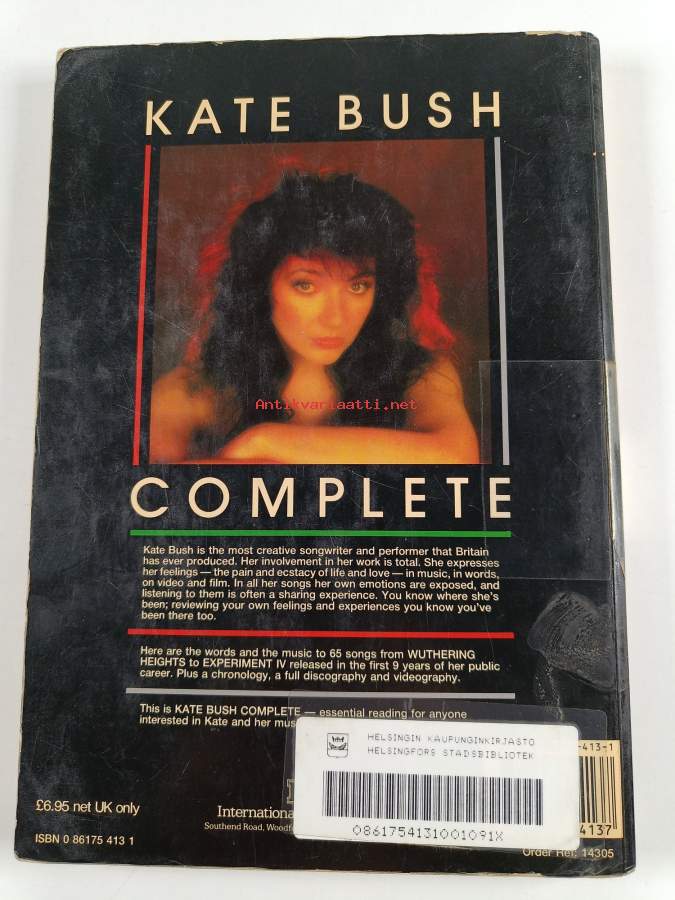 KATE BUSH
Antikvariaatti.net
COMPLETE
Kate Bush is the most creative songwriter and performer that Britain
has ever produced. Her involvement in her work is total. She expresses
her feelings — the pain and ecstacy of life and love — in music, in words,
on video and film. In all her songs her own emotions are exposed, and
listening to them is often a sharing experience. You know where she's
been; reviewing your own feelings and experiences you know you've
been there too.
Here are the words and the music to 65 songs from WUTHERING
HEIGHTS to EXPERIMENT IV released in the first 9 years of her public
career. Plus a chronology, a full discography and videography.
This is KATE BUSH COMPLETE — essential reading for anyone
interested in Kate and her
HELSINGIN KAUPUNGINKIRJASTO
HELSINGFORS STADSBIBLIOTEK
-413-1
£6.95 net UK only
International
Southend Road,
0861754131001091X
4137
ISBN 0 86175 413 1
Order Ref: 14305